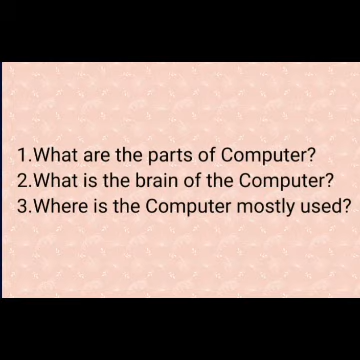 1.What are the parts of Computer?
2.What is the brain of the Computer?
3.Where is the Computer mostly used?